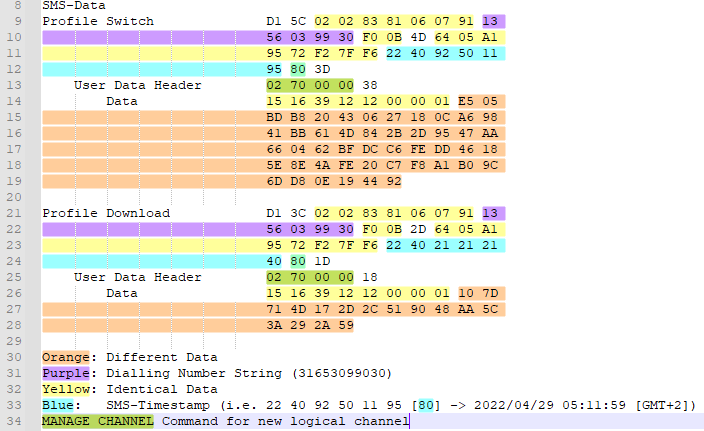 8 SMS-Data
9 Profile Switch D1 5C 02 02 83 81 06 07 91 13
10 56 03 99 30 F0 0B 4D 64 05 A1
11 95 72 F2 7F F6 22 40 92 50 11
12 95 80 3D
13 User Data Header 02 70 00 00 38
14 Data 15 16 39 12 12 00 00 01 E5 05
15 BD B8 20 43 06 27 18 0C A6 98
16 41 BB 61 4D 84 2B 2D 95 47 AA
17 66 04 62 BF DC C6 FE DD 46 18
18 5E 8E 4A FE 20 C7 F8 A1 B0 9C
19 6D D8 0E 19 44 92
20
21 Profile Download D1 3C 02 02 83 81 06 07 91 13
22 56 03 99 30 F0 0B 2D 64 05 A1
23 95 72 F2 7F F6 22 40 21 21 21
24 40 80 1D
25 User Data Header 02 70 00 00 18
26 Data 15 16 39 12 12 00 00 01 10 7D
27 71 4D 17 2D 2C 51 90 48 AA 5C
28 3A 29 2A 59
29
30 Orange: Different Data
31 Purple: Dialling Number String (31653099030)
32 Yellow: Identical Data
33 Blue: SMS-Timestamp (i.e. 22 40 92 50 11 95 [80] -> 2022/04/29 05:11:59 [GMT+2])
34 MANAGE CHANNEL Command for new logical channel